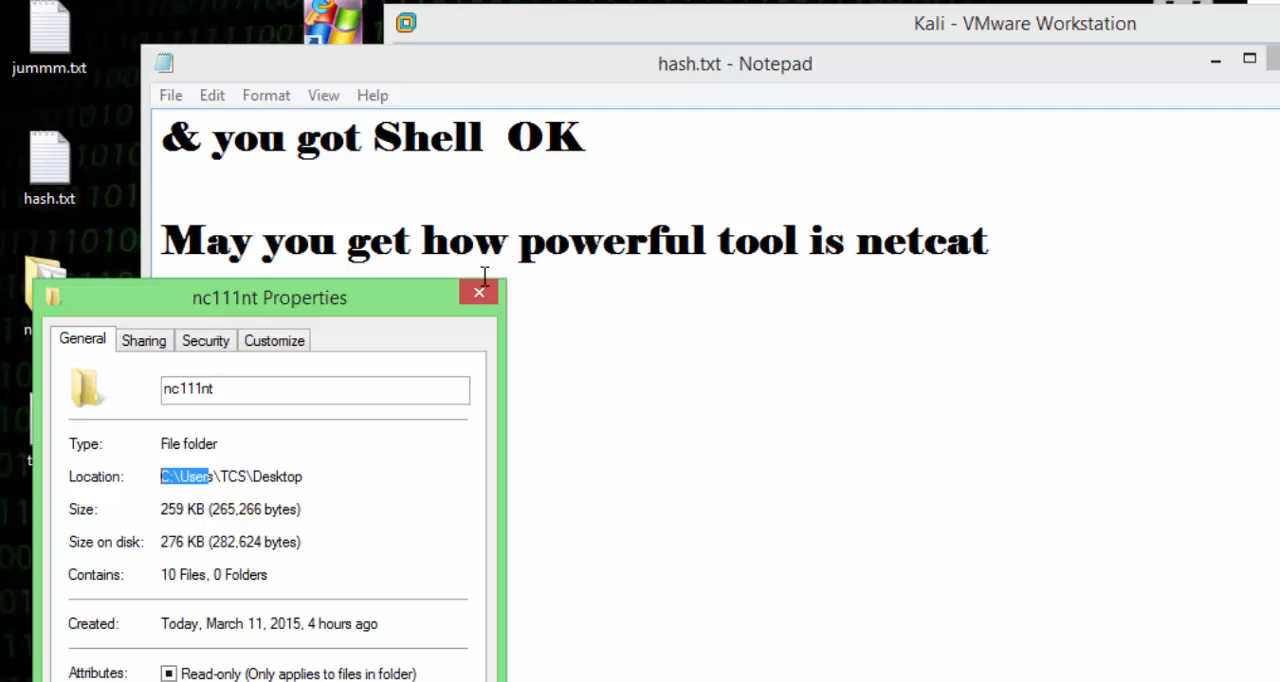 jummm.txt
hash.txt
Kali - VMware Workstation
hash.txt - Notepad
File Edit Format View Help
& you got Shell OK
May you get how powerful tool is netcat
nc111nt Properties
General Sharing Security Customize
nc111nt
Type: File folder
Location: C:\Users\TCS\Desktop
Size: 259 KB (265,266 bytes)
Size on disk: 276 KB (282,624 bytes)
Contains: 10 Files, 0 Folders
Created: Today, March 11, 2015, 4 hours ago
Attributes: Read-only (Only applies to files in folder)